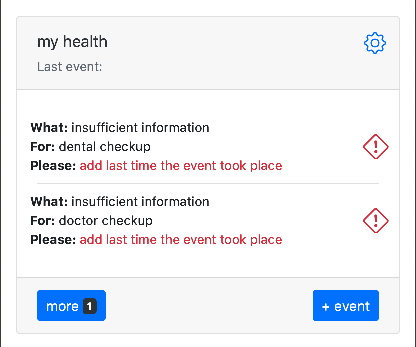 my health
Last event:
What: insufficient information
For: dental checkup
Please: add last time the event took place
What: insufficient information
For: doctor checkup
Please: add last time the event took place
more 1
+ event